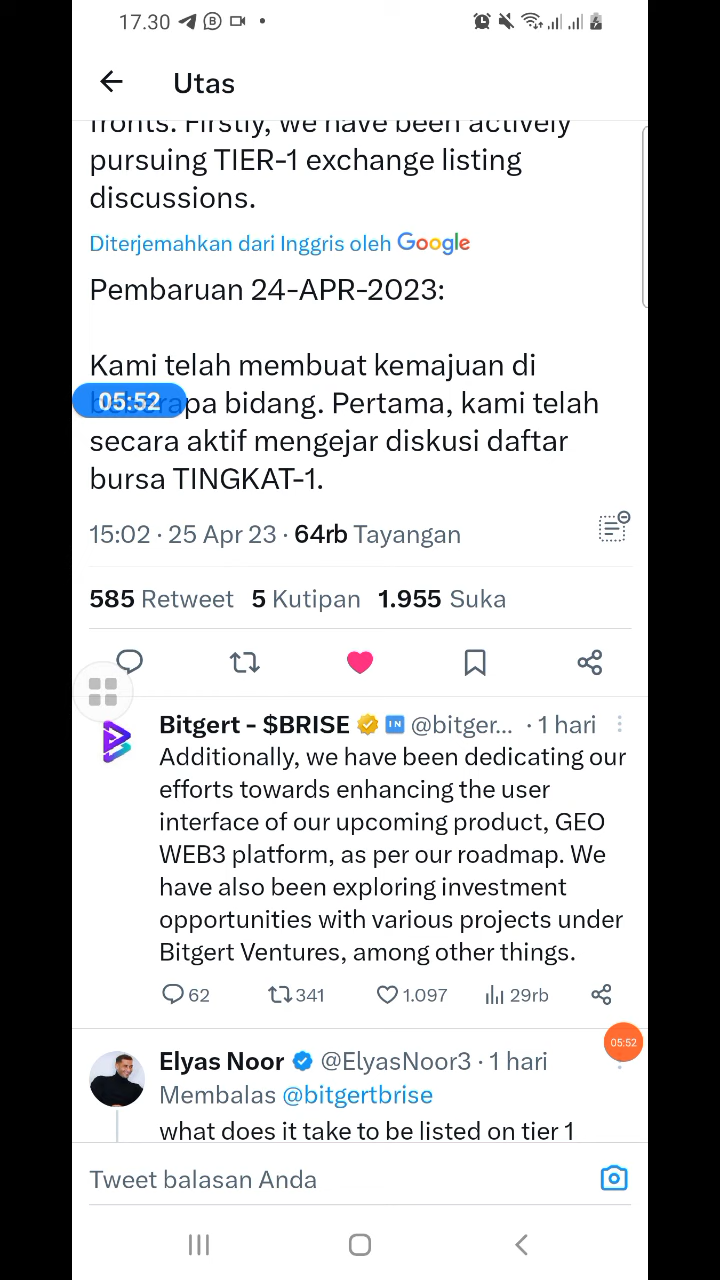 17.30
Utas
fronts. Firstly, we have been actively
pursuing TIER-1 exchange listing
discussions.
Diterjemahkan dari Inggris oleh Google
Pembaruan 24-APR-2023:
Kami telah membuat kemajuan di
05:52
beberapa bidang. Pertama, kami telah
secara aktif mengejar diskusi daftar
bursa TINGKAT-1.
15:02 · 25 Apr 23 · 64rb Tayangan
585 Retweet 5 Kutipan 1.955 Suka
Bitgert - $BRISE IN @bitger... · 1 hari
Additionally, we have been dedicating our
efforts towards enhancing the user
interface of our upcoming product, GEO
WEB3 platform, as per our roadmap. We
have also been exploring investment
opportunities with various projects under
Bitgert Ventures, among other things.
62 341 1.097 29rb
05:52
Elyas Noor @ElyasNoor3 · 1 hari
Membalas @bitgertbrise
what does it take to be listed on tier 1
Tweet balasan Anda